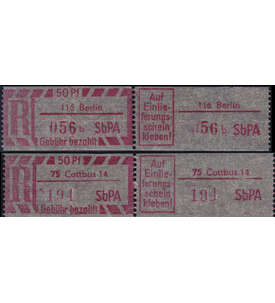 50 Pf
116 Berlin
R 056 b SbPA
Gebühr bezahlt
Auf
Einlie-
ferungs-
schein
kleben!
116 Berlin
056 b SbPA
50 Pf
75 Cottbus 14
R 191 SbPA
Gebühr bezahlt
Auf
Einlie-
ferungs-
schein
kleben!
75 Cottbus 14
191 SbPA